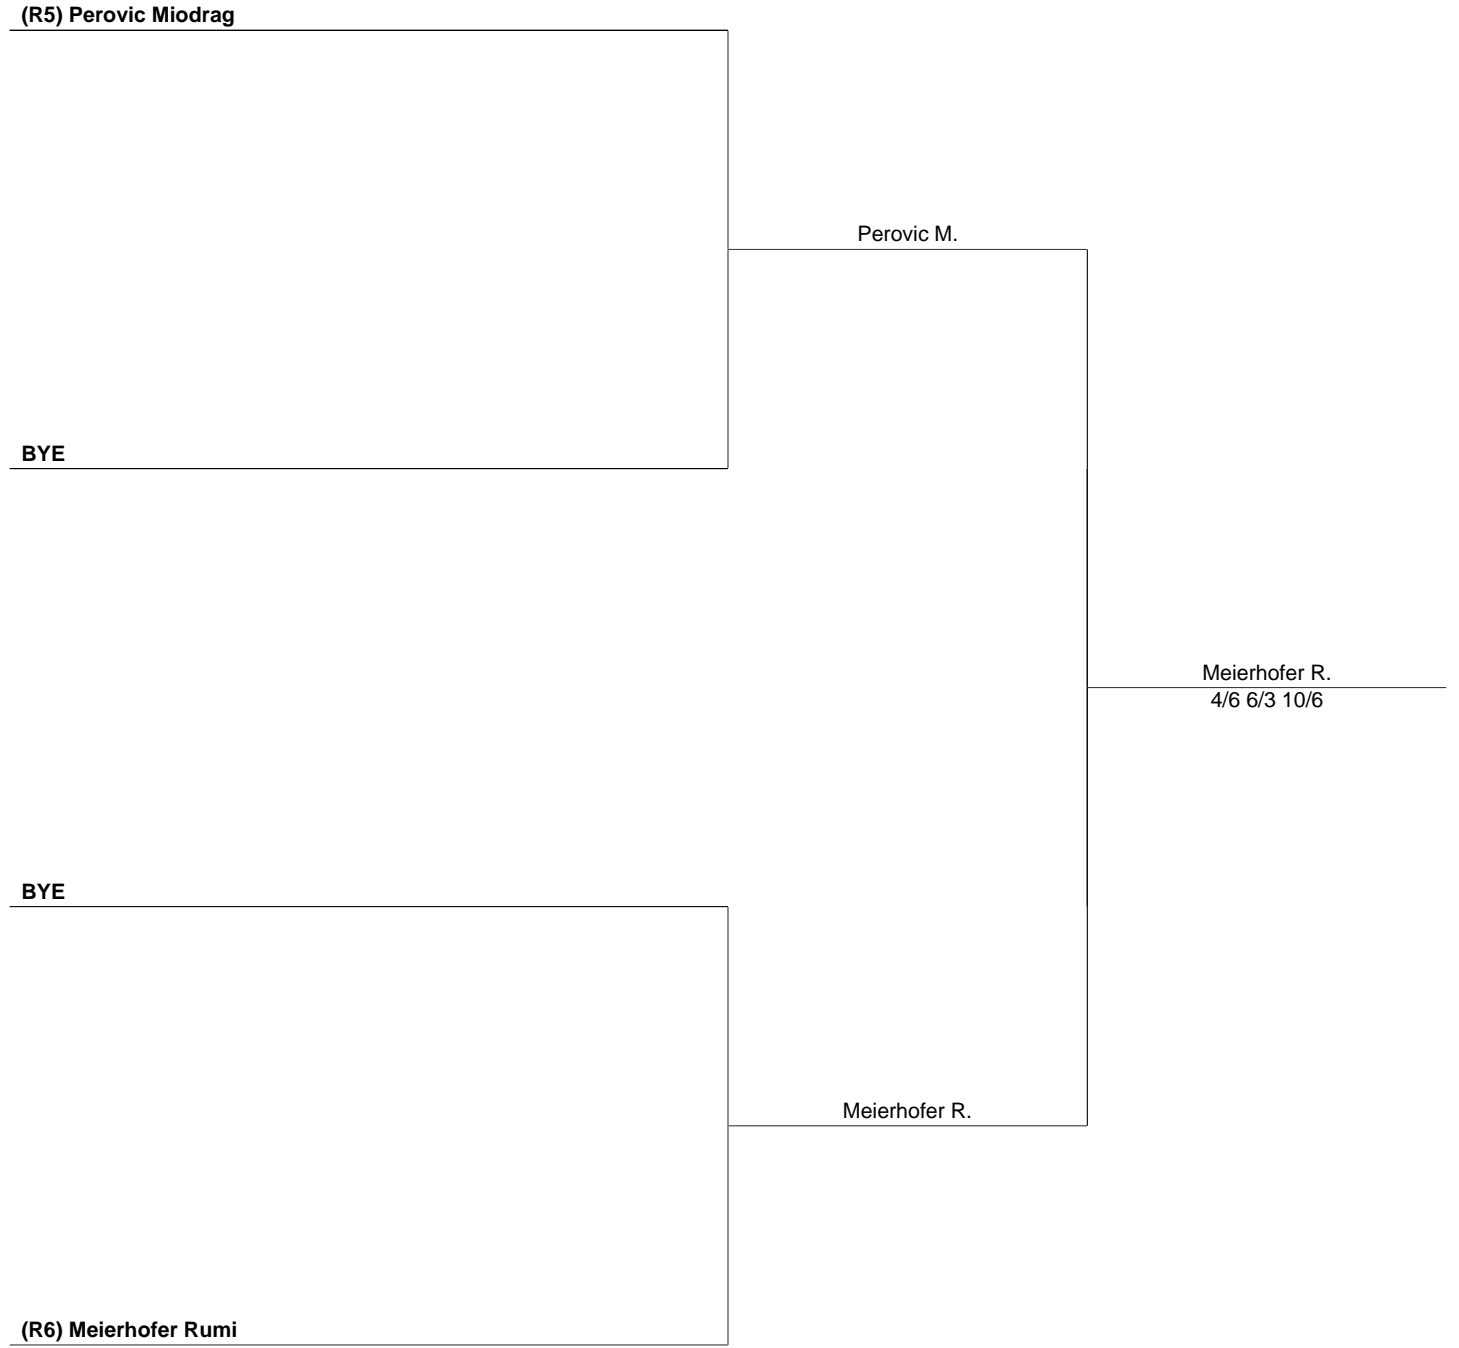 (R5) Perovic Miodrag
Perovic M.
BYE
Meierhofer R.
4/6 6/3 10/6
BYE
Meierhofer R.
(R6) Meierhofer Rumi